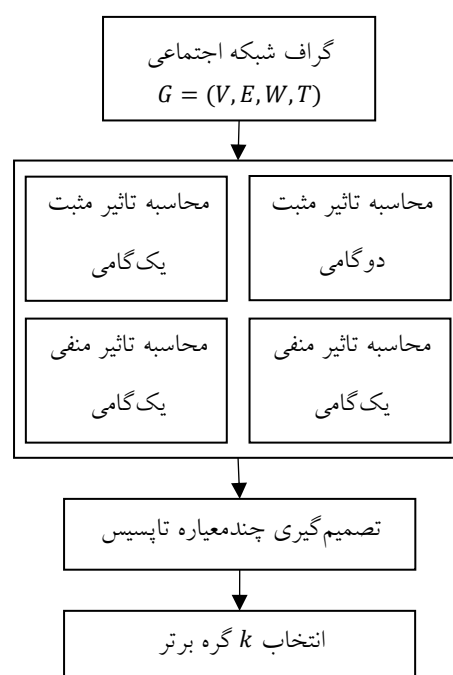 گراف شبکه اجتماعی
G = (V, E, W, T)
محاسبه تاثیر مثبت
دوگامی
محاسبه تاثیر مثبت
یک‌گامی
محاسبه تاثیر منفی
یک‌گامی
محاسبه تاثیر منفی
یک‌گامی
تصمیم‌گیری چندمعیاره تاپسیس
انتخاب k گره برتر